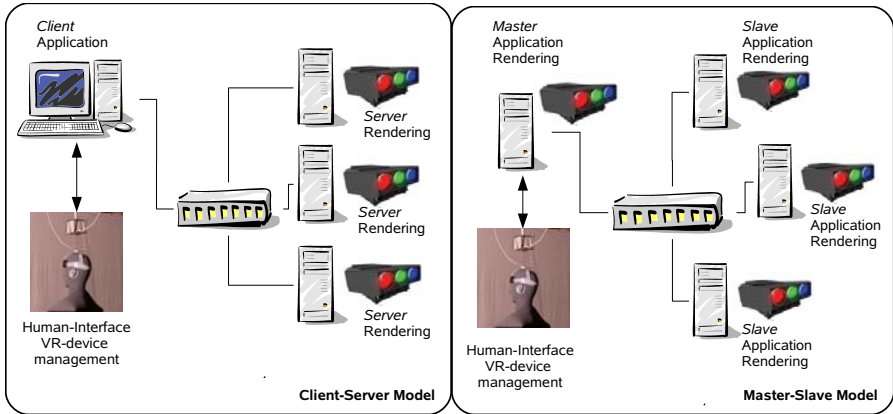 Client
Application
Server
Rendering
Server
Rendering
Server
Rendering
Human-Interface
VR-device
management
Client-Server Model
Master
Application
Rendering
Slave
Application
Rendering
Slave
Application
Rendering
Slave
Application
Rendering
Human-Interface
VR-device
management
Master-Slave Model